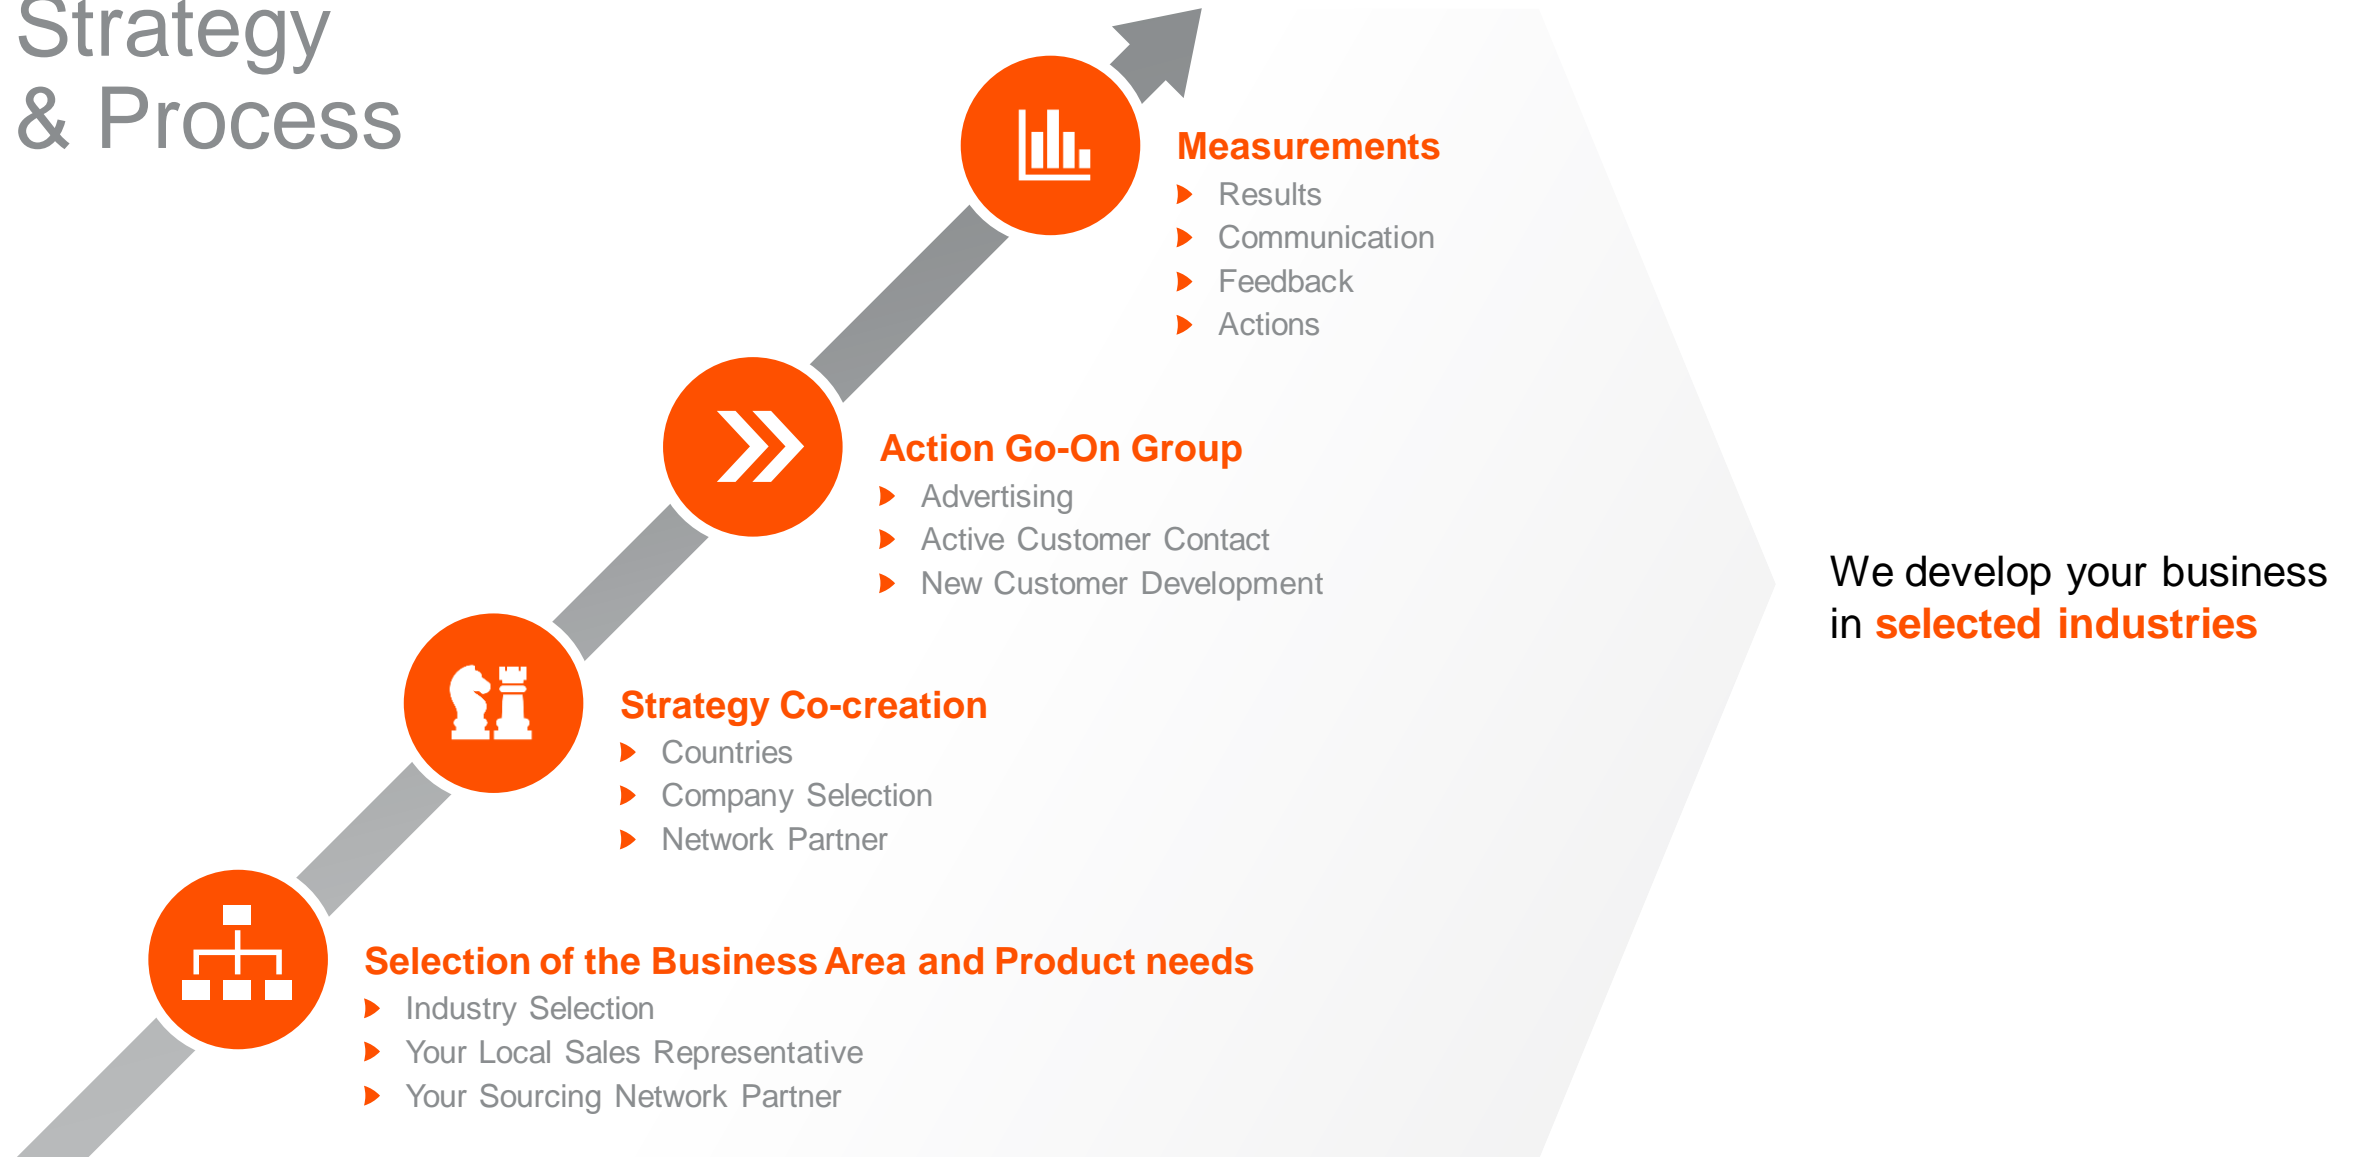 Strategy
& Process
Measurements
Results
Communication
Feedback
Actions
Action Go-On Group
Advertising
Active Customer Contact
New Customer Development
We develop your business
in selected industries
Strategy Co-creation
Countries
Company Selection
Network Partner
Selection of the Business Area and Product needs
Industry Selection
Your Local Sales Representative
Your Sourcing Network Partner